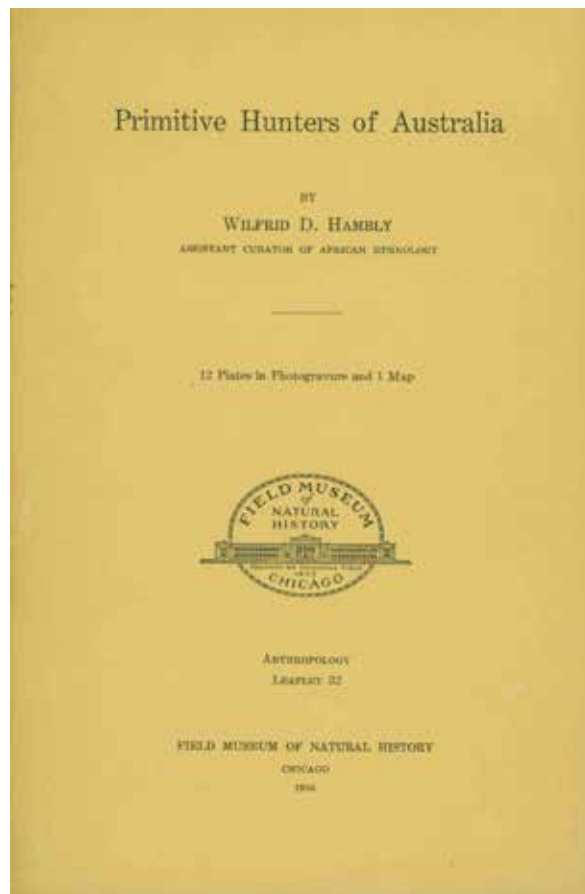 Primitive Hunters of Australia
BY
WILFRID D. HAMBLY
ASSISTANT CURATOR OF AFRICAN ETHNOLOGY
12 Plates in Photogravure and 1 Map
FIELD MUSEUM
OF
NATURAL
HISTORY
CHICAGO
ANTHROPOLOGY
LEAFLET 32
FIELD MUSEUM OF NATURAL HISTORY
CHICAGO